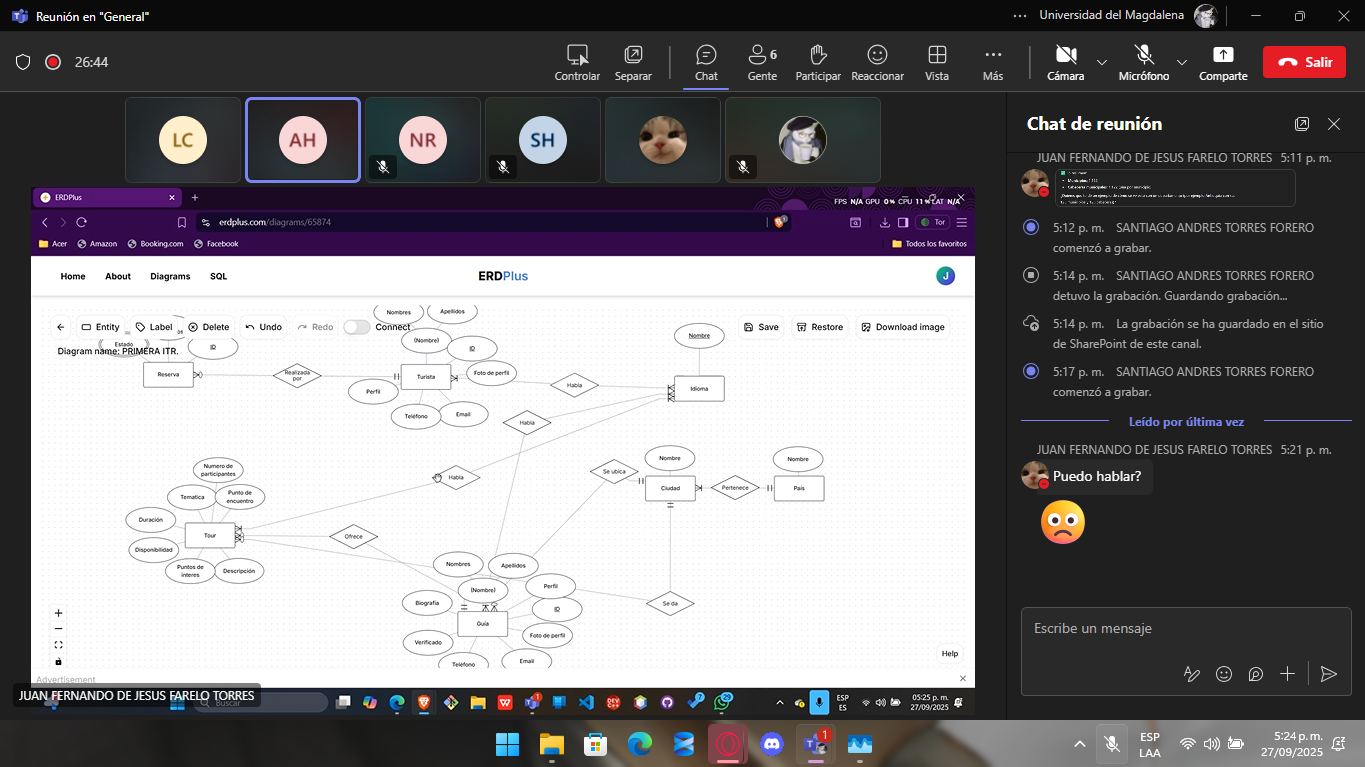 Reunión en "General"
Universidad del Magdalena
26:44
Controlar
Separar
Chat
6
Gente
Participar
Reaccionar
Vista
Más
Cámara
Micrófono
Comparte
Salir
LC
AH
NR
SH
ERDPlus
FPS N/A GPU 0% CPU 11% LAT N/A
erdplus.com/diagrams/65874
Tor
Acer
Amazon
Booking.com
Facebook
Todos los favoritos
Home
About
Diagrams
SQL
ERDPlus
J
Entity
Label
Delete
Undo
Redo
Connect
Save
Restore
Download image
Diagram name: PRIMERA ITR.
Estado
ID
Reserva
Realizada
por
Nombres
Apellidos
(Nombre)
ID
Turista
Foto de perfil
Perfil
Teléfono
Email
Habla
Nombre
Idioma
Habla
Habla
Numero de
participantes
Tematica
Punto de
encuentro
Duración
Tour
Disponibilidad
Puntos de
interes
Descripción
Ofrece
Se ubica
Nombre
Ciudad
Pertenece
Nombre
País
Nombres
Apellidos
(Nombre)
Perfil
Biografía
ID
Guía
Verificado
Foto de perfil
Teléfono
Email
Se da
Help
Advertisement
JUAN FERNANDO DE JESUS FARELO TORRES
Buscar
ESP
ES
05:25 p. m.
27/09/2025
Chat de reunión
JUAN FERNANDO DE JESUS FARELO TORRES 5:11 p. m.
5:12 p. m. SANTIAGO ANDRES TORRES FORERO
comenzó a grabar.
5:14 p. m. SANTIAGO ANDRES TORRES FORERO
detuvo la grabación. Guardando grabación...
5:14 p. m. La grabación se ha guardado en el sitio
de SharePoint de este canal.
5:17 p. m. SANTIAGO ANDRES TORRES FORERO
comenzó a grabar.
Leído por última vez
JUAN FERNANDO DE JESUS FARELO TORRES 5:21 p. m.
Puedo hablar?
Escribe un mensaje
1
ESP
LAA
5:24 p. m.
27/09/2025